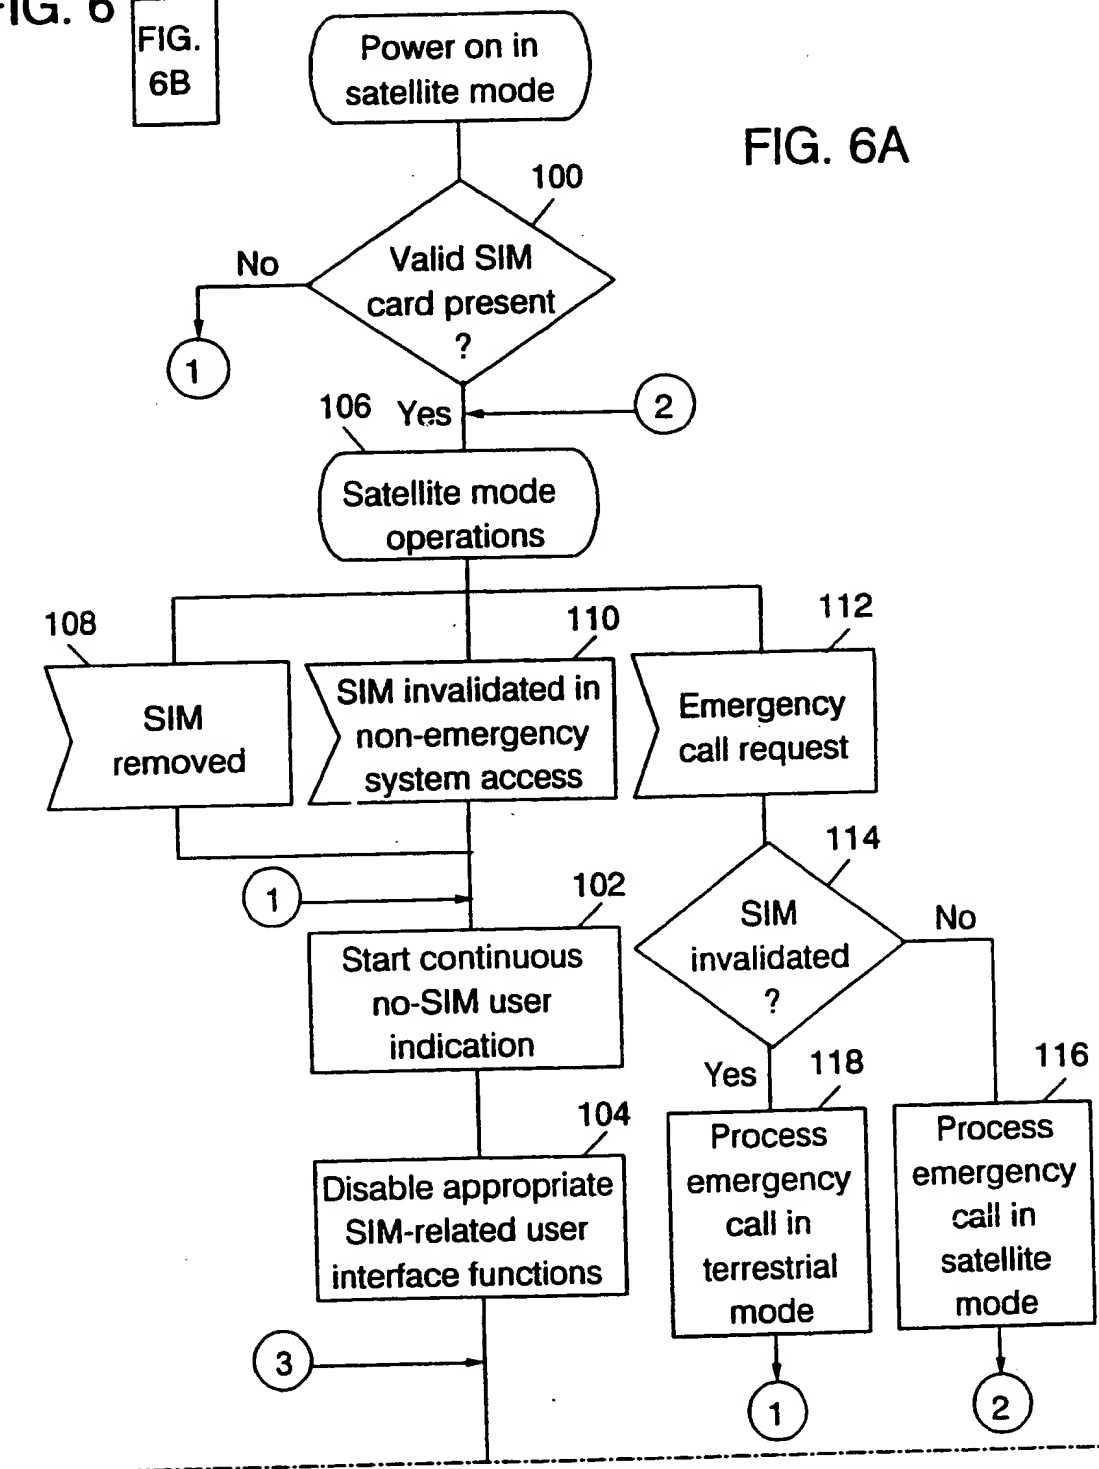 FIG. 6
FIG.
6B
Power on in
satellite mode
FIG. 6A
100
Valid SIM
card present
?
No
1
Yes
2
106
Satellite mode
operations
108
SIM
removed
110
SIM invalidated in
non-emergency
system access
112
Emergency
call request
114
SIM
invalidated
?
No
Yes
1
102
Start continuous
no-SIM user
indication
104
Disable appropriate
SIM-related user
interface functions
3
118
Process
emergency
call in
terrestrial
mode
1
116
Process
emergency
call in
satellite
mode
2